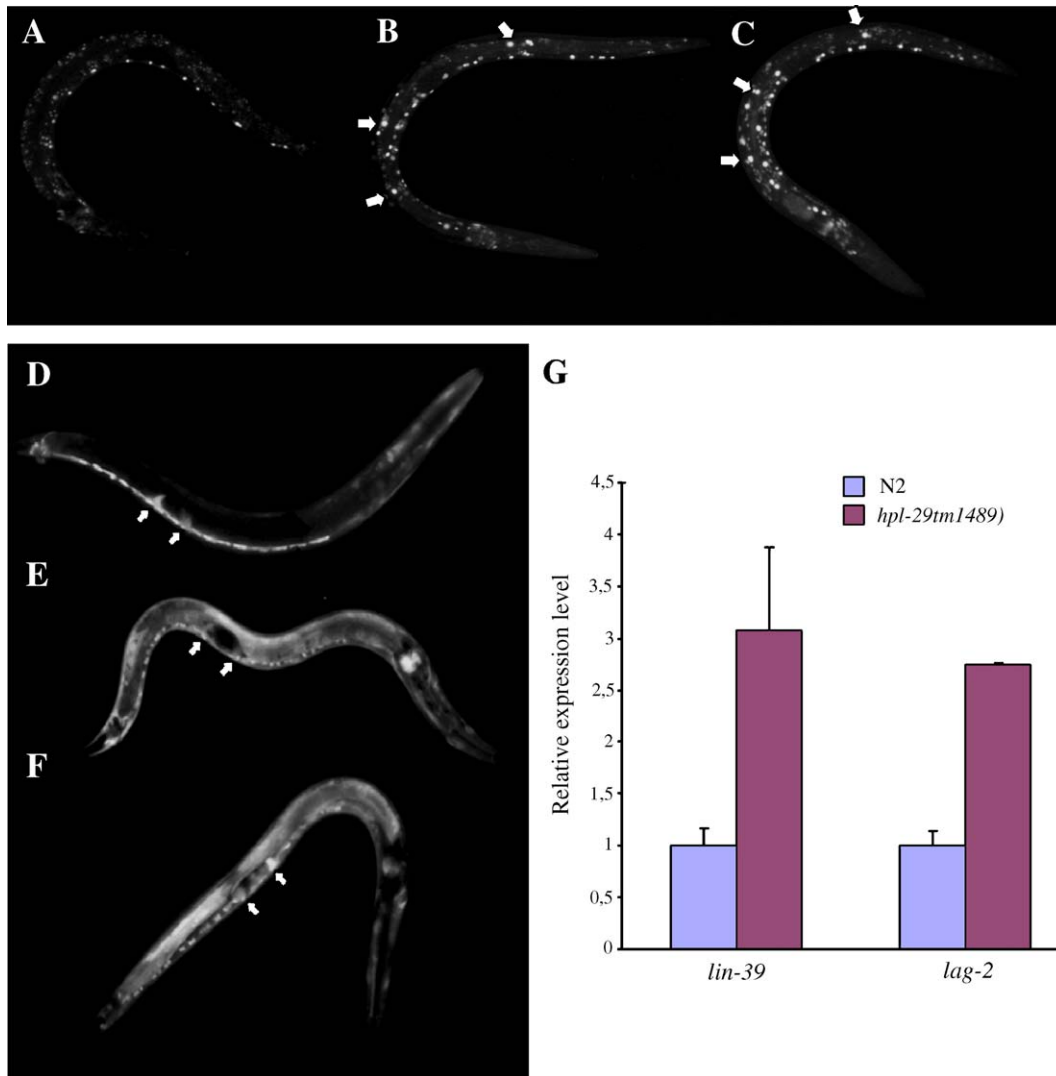 A
B
C
D
E
F
G
Relative expression level
4,5
4
3,5
3
2,5
2
1,5
1
0,5
0
N2
hpl-29tm1489)
lin-39
lag-2